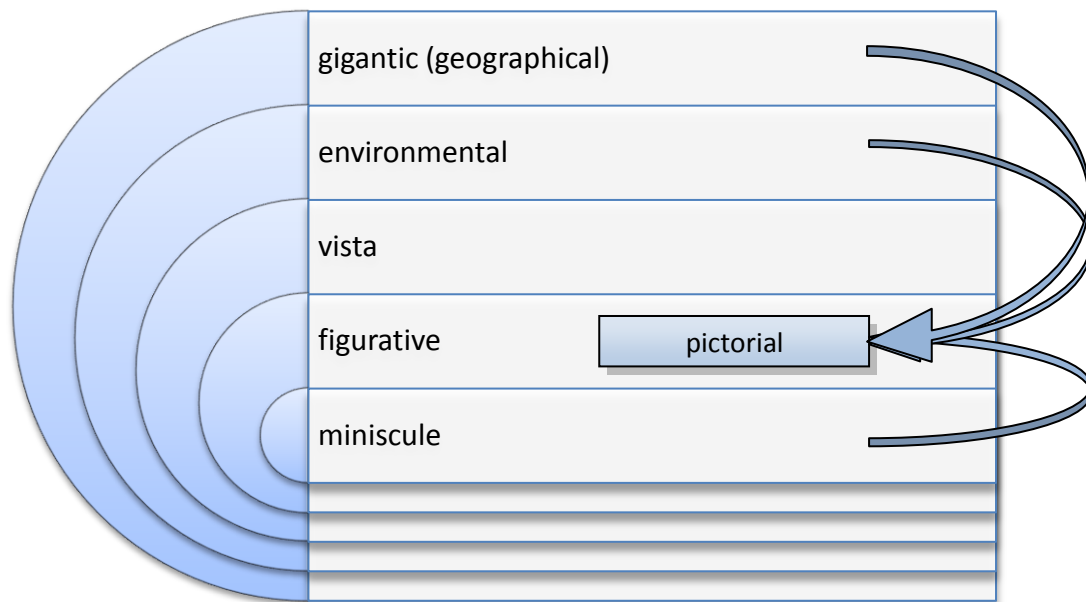 gigantic (geographical)
environmental
vista
figurative
pictorial
miniscule